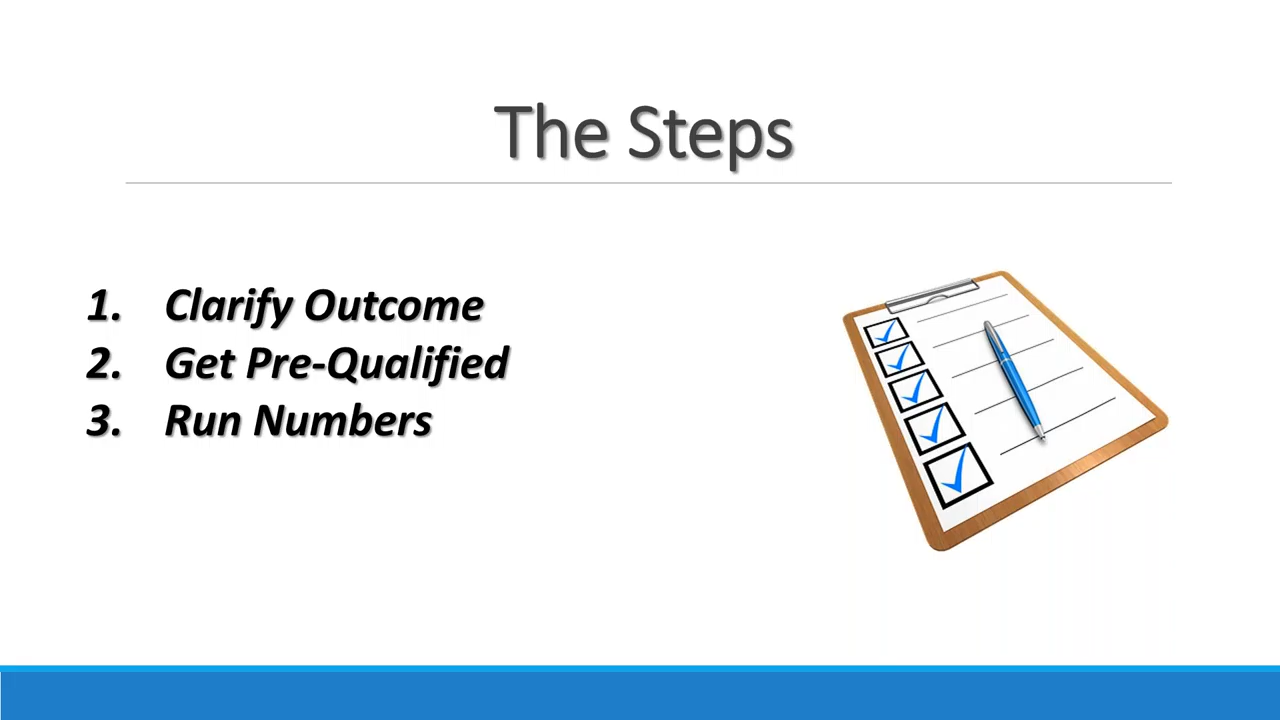 The Steps
1. Clarify Outcome
2. Get Pre-Qualified
3. Run Numbers